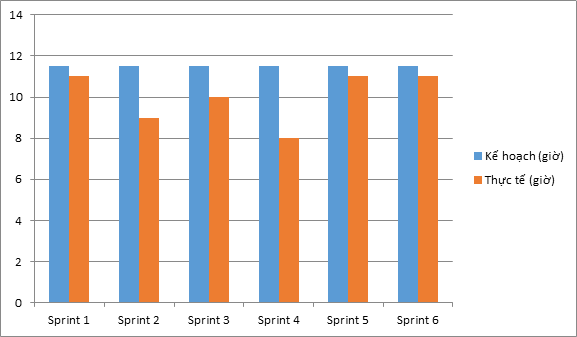 14
12
10
8
6
4
2
0
Sprint 1
Sprint 2
Sprint 3
Sprint 4
Sprint 5
Sprint 6
Kế hoạch (giờ)
Thực tế (giờ)